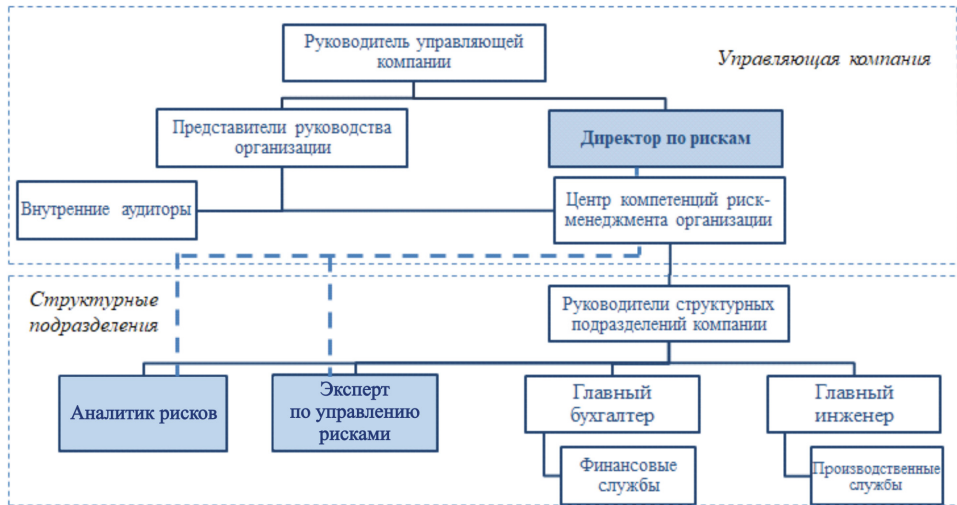 Руководитель управляющей
компании
Управляющая компания
Представители руководства
организации
Директор по рискам
Внутренние аудиторы
Центр компетенций риск-
менеджмента организации
Структурные
подразделения
Руководители структурных
подразделений компании
Аналитик рисков
Эксперт
по управлению
рисками
Главный
бухгалтер
Главный
инженер
Финансовые
службы
Производственные
службы